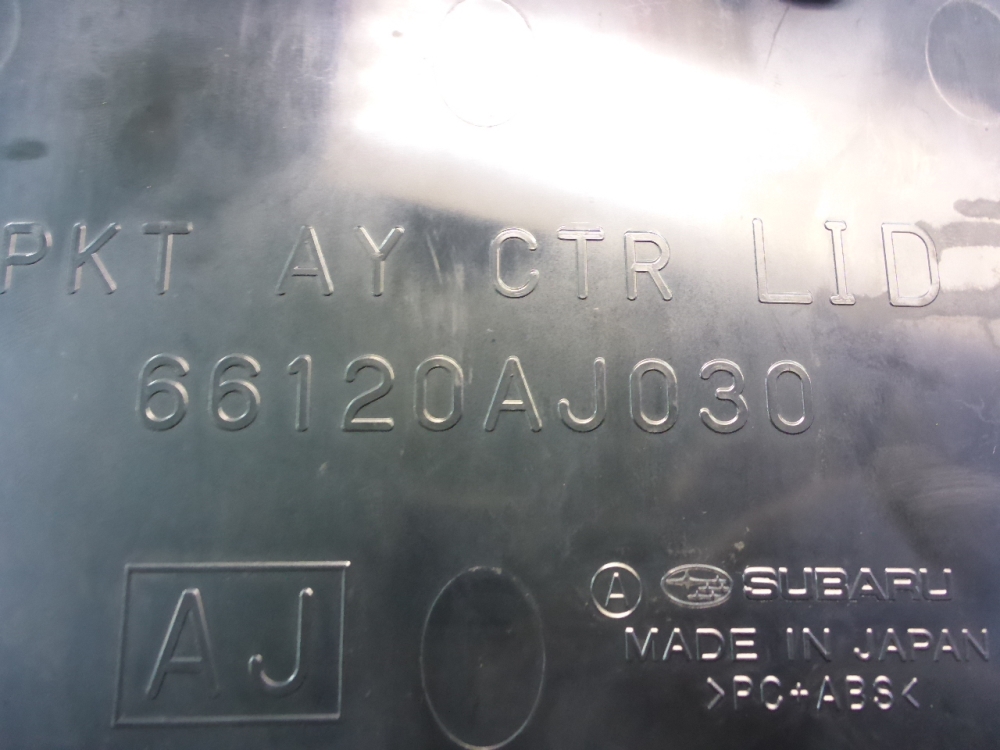 PKT AY CTR LID
66120AJ030
AJ
A SUBARU
MADE IN JAPAN
>PC+ABS<